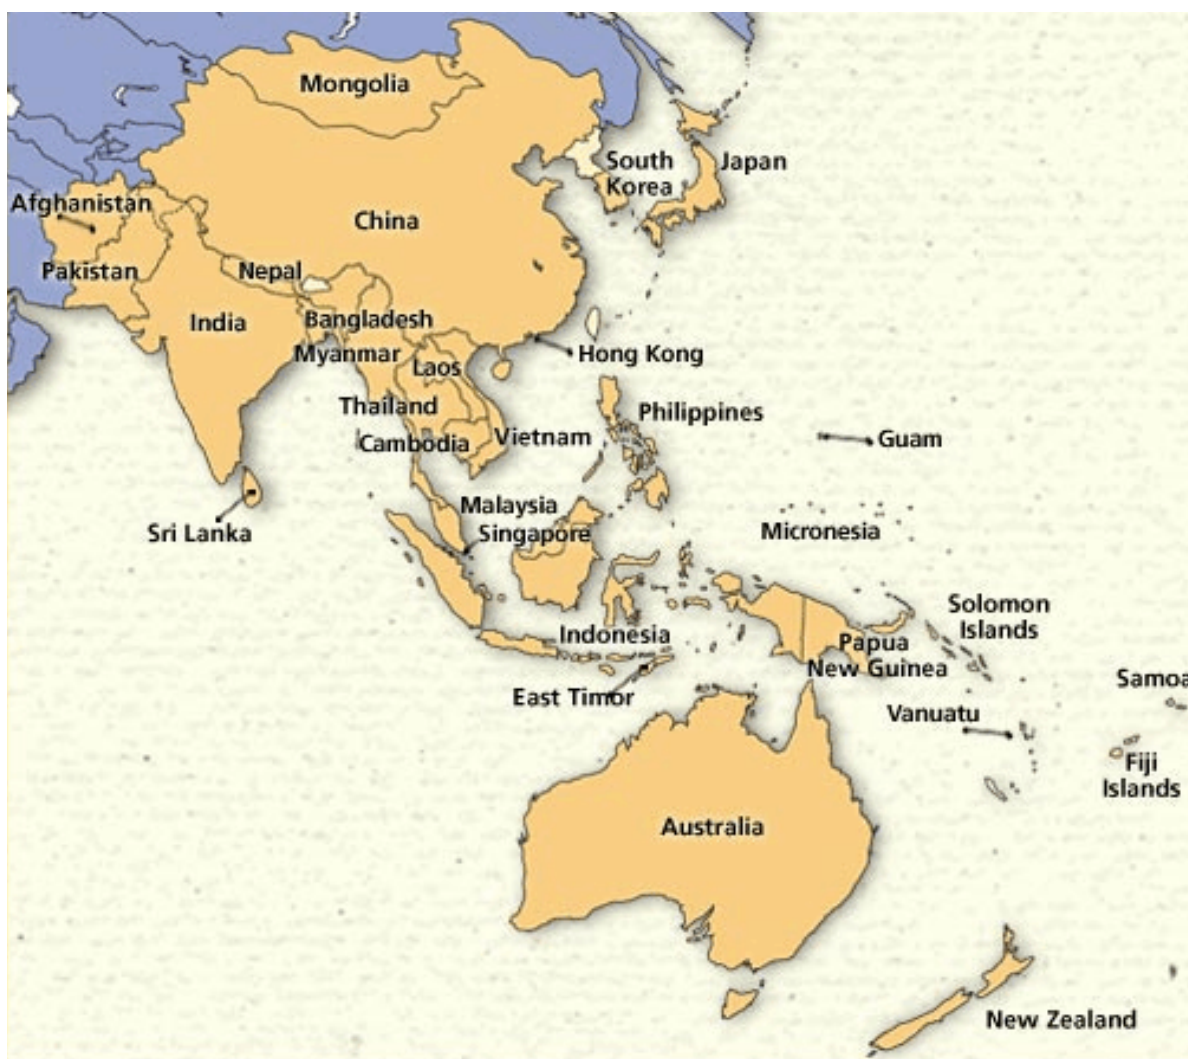 Mongolia
South
Korea
Japan
Afghanistan
China
Pakistan
Nepal
India
Bangladesh
Myanmar
Laos
Hong Kong
Thailand
Philippines
Cambodia
Vietnam
Guam
Malaysia
Sri Lanka
Singapore
Micronesia
Solomon
Islands
Indonesia
Papua
New Guinea
Samoa
East Timor
Vanuatu
Fiji
Islands
Australia
New Zealand